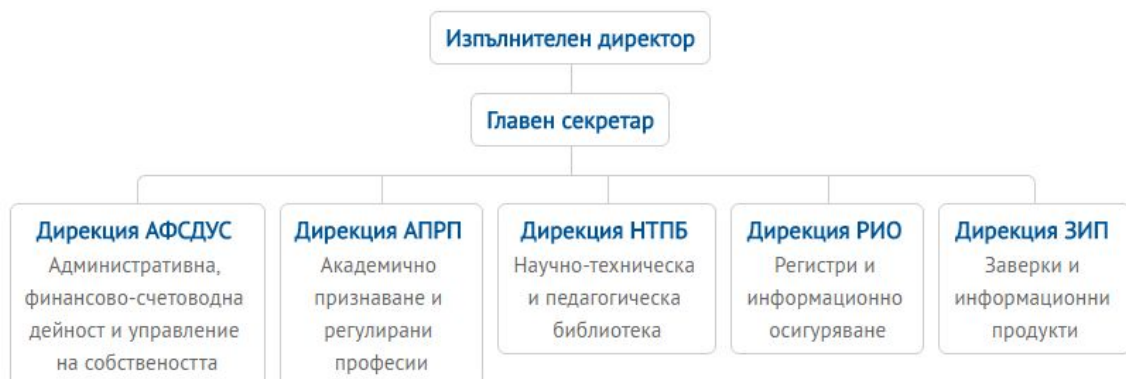 Изпълнителен директор
Главен секретар
Дирекция АФСДУС
Административна,
финансово-счетоводна
дейност и управление
на собствеността
Дирекция АПРП
Академично
признаване и
регулирани
професии
Дирекция НТПБ
Научно-техническа
и педагогическа
библиотека
Дирекция РИО
Регистри и
информационно
осигуряване
Дирекция ЗИП
Заверки и
информационни
продукти